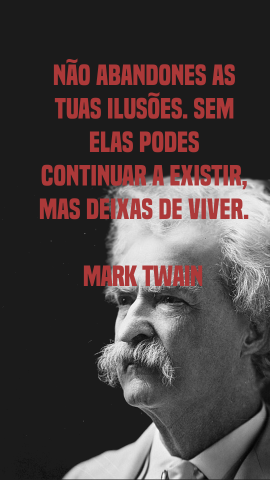 NÃO ABANDONES AS
TUAS ILUSÕES. SEM
ELAS PODES
CONTINUAR A EXISTIR,
MAS DEIXAS DE VIVER.
MARK TWAIN